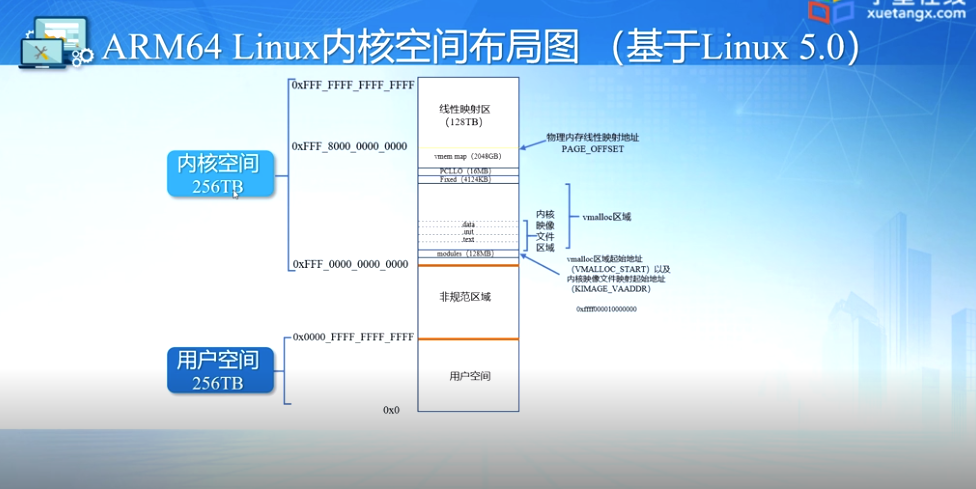 xuetangx.com
ARM64 Linux内核空间布局图 （基于Linux 5.0）
0xFFF_FFFF_FFFF_FFFF
线性映射区
（128TB）
0xFFF_8000_0000_0000
物理内存线性映射地址
PAGE_OFFSET
vmem map（2048GB）
内核空间
256TB
PCI_I/O（16MB）
Fixed（4124KB）
内核
映像
文件
区域
vmalloc区域
.data
.text
modules（128MB）
0xFFF_0000_0000_0000
vmalloc区域起始地址
（VMALLOC_START）以及
内核映像文件映射起始地址
（KIMAGE_VAADDR）
0xffff000010000000
非规范区域
0x0000_FFFF_FFFF_FFFF
用户空间
256TB
用户空间
0x0